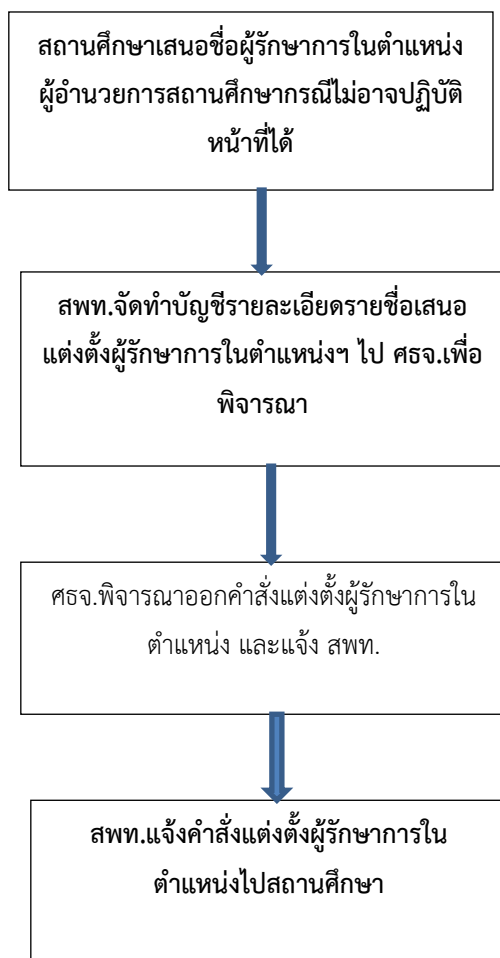 สถานศึกษาเสนอชื่อผู้รักษาการในตำแหน่ง
ผู้อำนวยการสถานศึกษากรณีไม่อาจปฏิบัติ
หน้าที่ได้
สพท.จัดทำบัญชีรายละเอียดรายชื่อเสนอ
แต่งตั้งผู้รักษาการในตำแหน่งฯ ไป ศธจ.เพื่อ
พิจารณา
ศธจ.พิจารณาออกคำสั่งแต่งตั้งผู้รักษาการใน
ตำแหน่ง และแจ้ง สพท.
สพท.แจ้งคำสั่งแต่งตั้งผู้รักษาการใน
ตำแหน่งไปสถานศึกษา